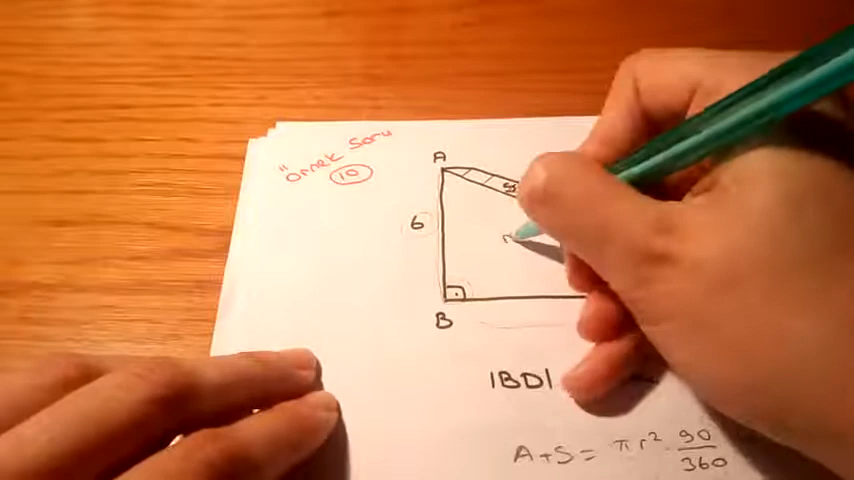 "Örnek Soru
10
A
S
6
B
|BD|
A+S = πr² . 90/360